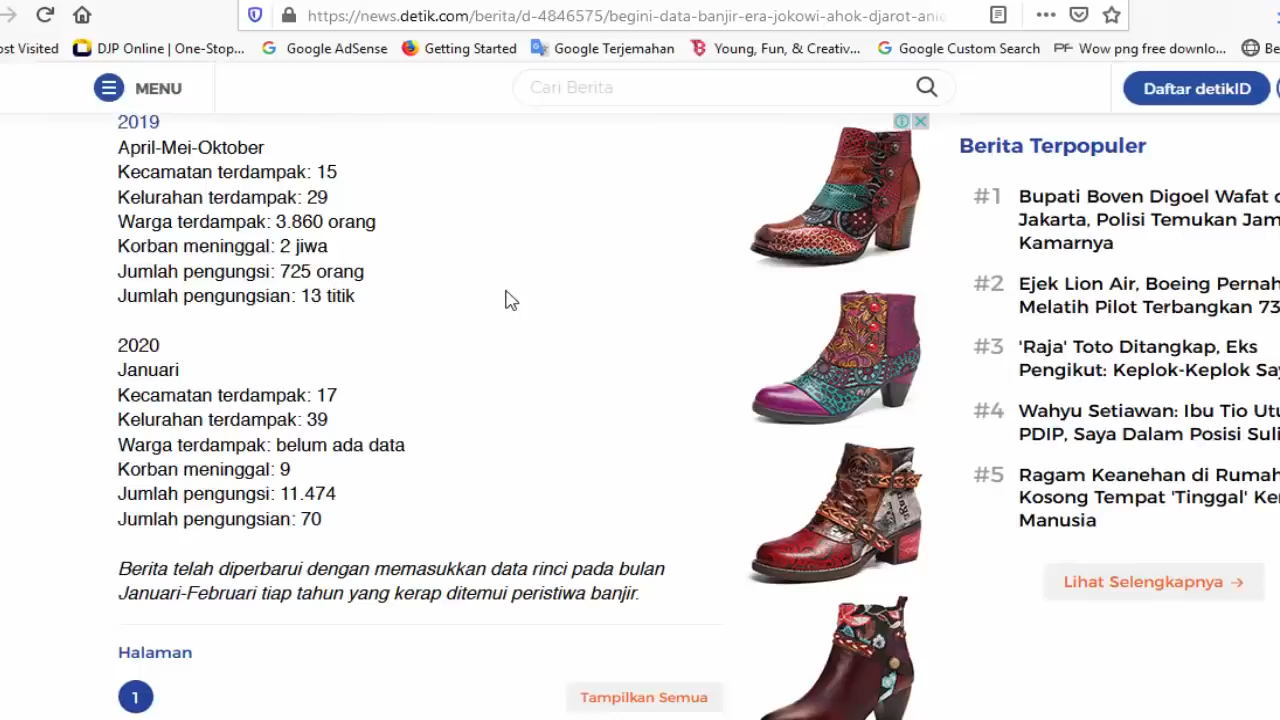 https://news.detik.com/berita/d-4846575/begini-data-banjir-era-jokowi-ahok-djarot-anie
ost Visited
DJP Online | One-Stop...
Google AdSense
Getting Started
Google Terjemahan
Young, Fun, & Creativ...
Google Custom Search
Wow png free downlo...
Be
MENU
Cari Berita
Daftar detikID
2019
April-Mei-Oktober
Kecamatan terdampak: 15
Kelurahan terdampak: 29
Warga terdampak: 3.860 orang
Korban meninggal: 2 jiwa
Jumlah pengungsi: 725 orang
Jumlah pengungsian: 13 titik
2020
Januari
Kecamatan terdampak: 17
Kelurahan terdampak: 39
Warga terdampak: belum ada data
Korban meninggal: 9
Jumlah pengungsi: 11.474
Jumlah pengungsian: 70
Berita telah diperbarui dengan memasukkan data rinci pada bulan
Januari-Februari tiap tahun yang kerap ditemui peristiwa banjir.
Halaman
1
Tampilkan Semua
Berita Terpopuler
#1 Bupati Boven Digoel Wafat d
Jakarta, Polisi Temukan Jam
Kamarnya
#2 Ejek Lion Air, Boeing Pernah
Melatih Pilot Terbangkan 73
#3 'Raja' Toto Ditangkap, Eks
Pengikut: Keplok-Keplok Say
#4 Wahyu Setiawan: Ibu Tio Utu
PDIP, Saya Dalam Posisi Suli
#5 Ragam Keanehan di Rumah
Kosong Tempat 'Tinggal' Ke
Manusia
Lihat Selengkapnya →